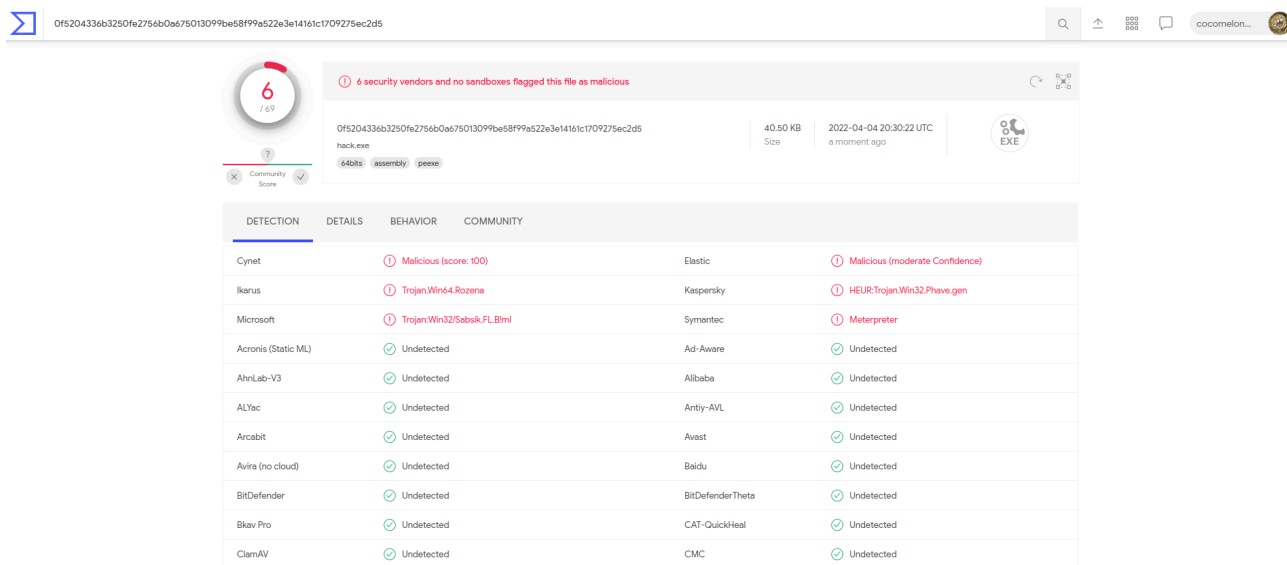 0f5204336b3250fe2756b0a675013099be58f99a522e3e14161c1709275ec2d5 cocomelon...
6
/ 69
?
Community
Score
6 security vendors and no sandboxes flagged this file as malicious
0f5204336b3250fe2756b0a675013099be58f99a522e3e14161c1709275ec2d5
hack.exe
64bits assembly peexe
40.50 KB
Size
2022-04-04 20:30:22 UTC
a moment ago
EXE
DETECTION DETAILS BEHAVIOR COMMUNITY
Cynet Malicious (score: 100) Elastic Malicious (moderate Confidence)
Ikarus Trojan.Win64.Rozena Kaspersky HEUR:Trojan.Win32.Phave.gen
Microsoft Trojan:Win32/Sabsik.FL.B!ml Symantec Meterpreter
Acronis (Static ML) Undetected Ad-Aware Undetected
AhnLab-V3 Undetected Alibaba Undetected
ALYac Undetected Antiy-AVL Undetected
Arcabit Undetected Avast Undetected
Avira (no cloud) Undetected Baidu Undetected
BitDefender Undetected BitDefenderTheta Undetected
Bkav Pro Undetected CAT-QuickHeal Undetected
ClamAV Undetected CMC Undetected